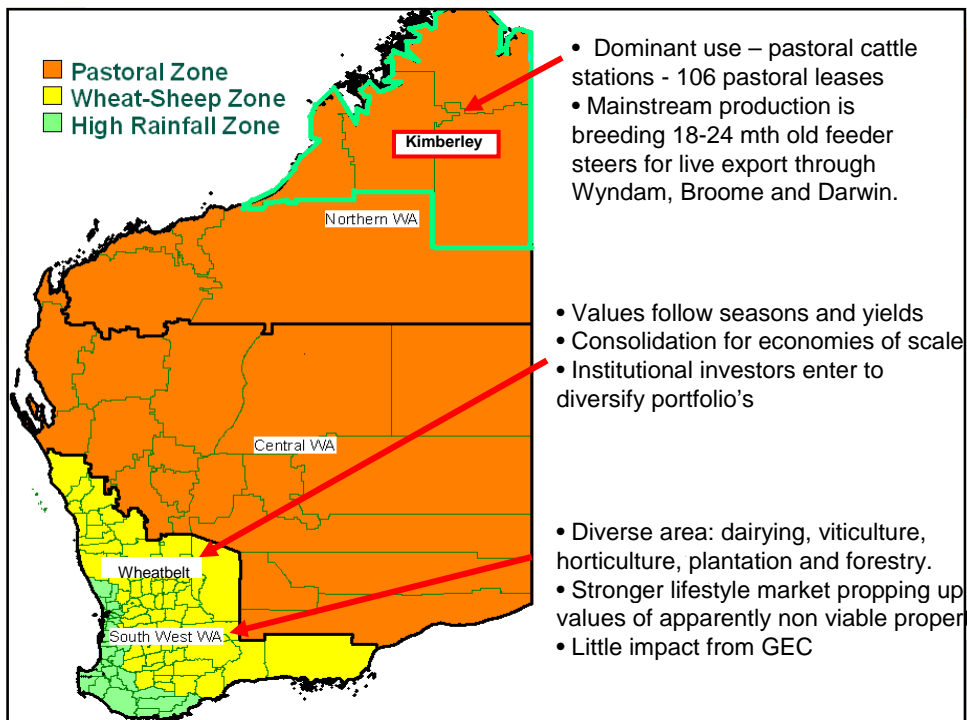 Pastoral Zone
Wheat-Sheep Zone
High Rainfall Zone
Kimberley
Northern WA
Central WA
Wheatbelt
South West WA
• Dominant use – pastoral cattle
stations - 106 pastoral leases
• Mainstream production is
breeding 18-24 mth old feeder
steers for live export through
Wyndam, Broome and Darwin.
• Values follow seasons and yields
• Consolidation for economies of scale
• Institutional investors enter to
diversify portfolio's
• Diverse area: dairying, viticulture,
horticulture, plantation and forestry.
• Stronger lifestyle market propping up
values of apparently non viable proper
• Little impact from GEC